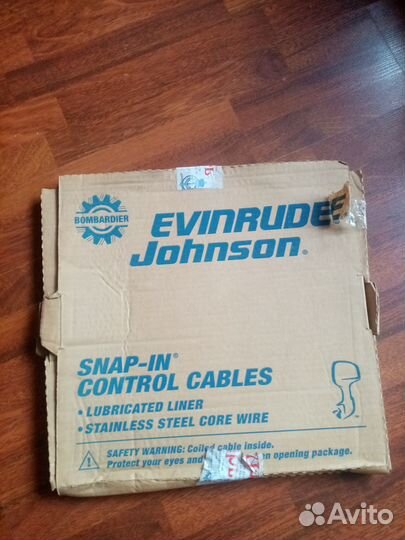 BOMBARDIER
EVINRUDE
Johnson®
SNAP-IN®
CONTROL CABLES
• LUBRICATED LINER
• STAINLESS STEEL CORE WIRE
SAFETY WARNING: Coiled cable inside.
Protect your eyes and opening package.
Avito